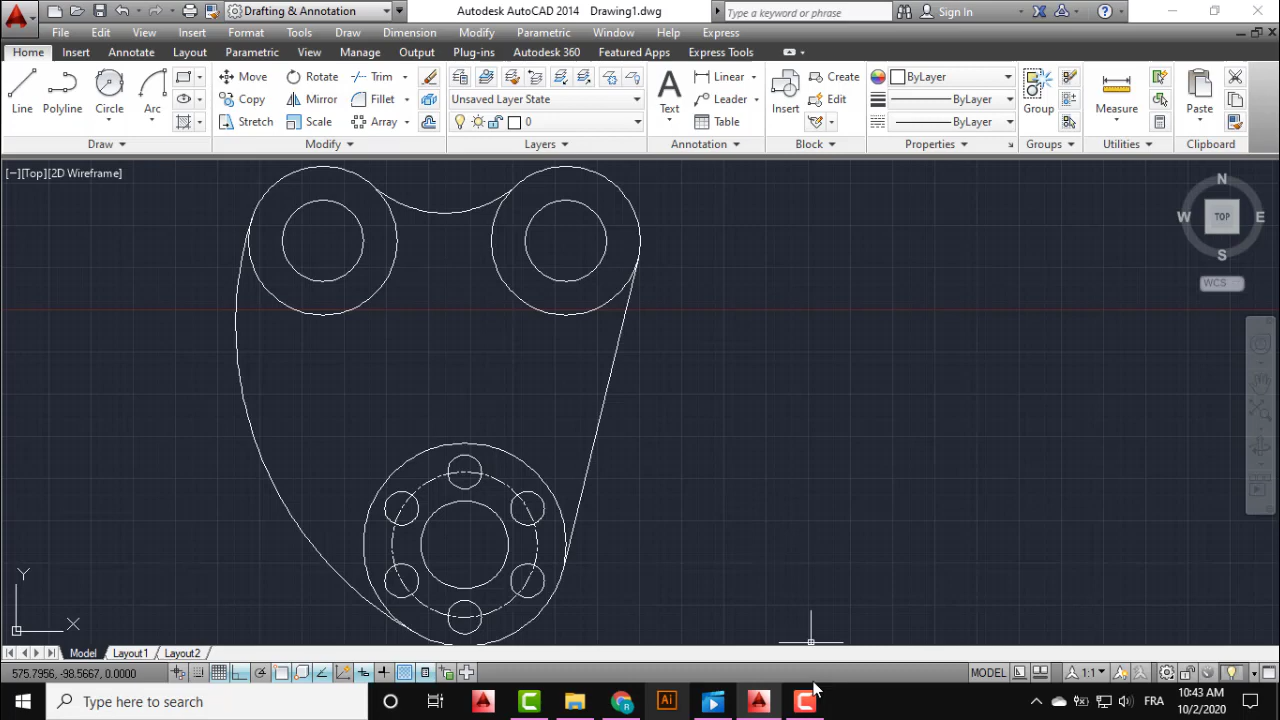 Drafting & Annotation
Autodesk AutoCAD 2014 Drawing1.dwg
Type a keyword or phrase
Sign In
File Edit View Insert Format Tools Draw Dimension Modify Parametric Window Help Express
Home Insert Annotate Layout Parametric View Manage Output Plug-ins Autodesk 360 Featured Apps Express Tools
Line Polyline Circle Arc
Move Rotate Trim
Copy Mirror Fillet
Stretch Scale Array
Unsaved Layer State
0
Text
Linear
Leader
Table
Insert
Create
Edit
ByLayer
ByLayer
ByLayer
Group
Measure
Paste
Draw Modify Layers Annotation Block Properties Groups Utilities Clipboard
[−][Top][2D Wireframe]
N
W TOP E
S
WCS
Y
X
Model Layout1 Layout2
575.7956, -98.5667, 0.0000
MODEL
1:1
Type here to search
Ai
FRA
10:43 AM
10/2/2020